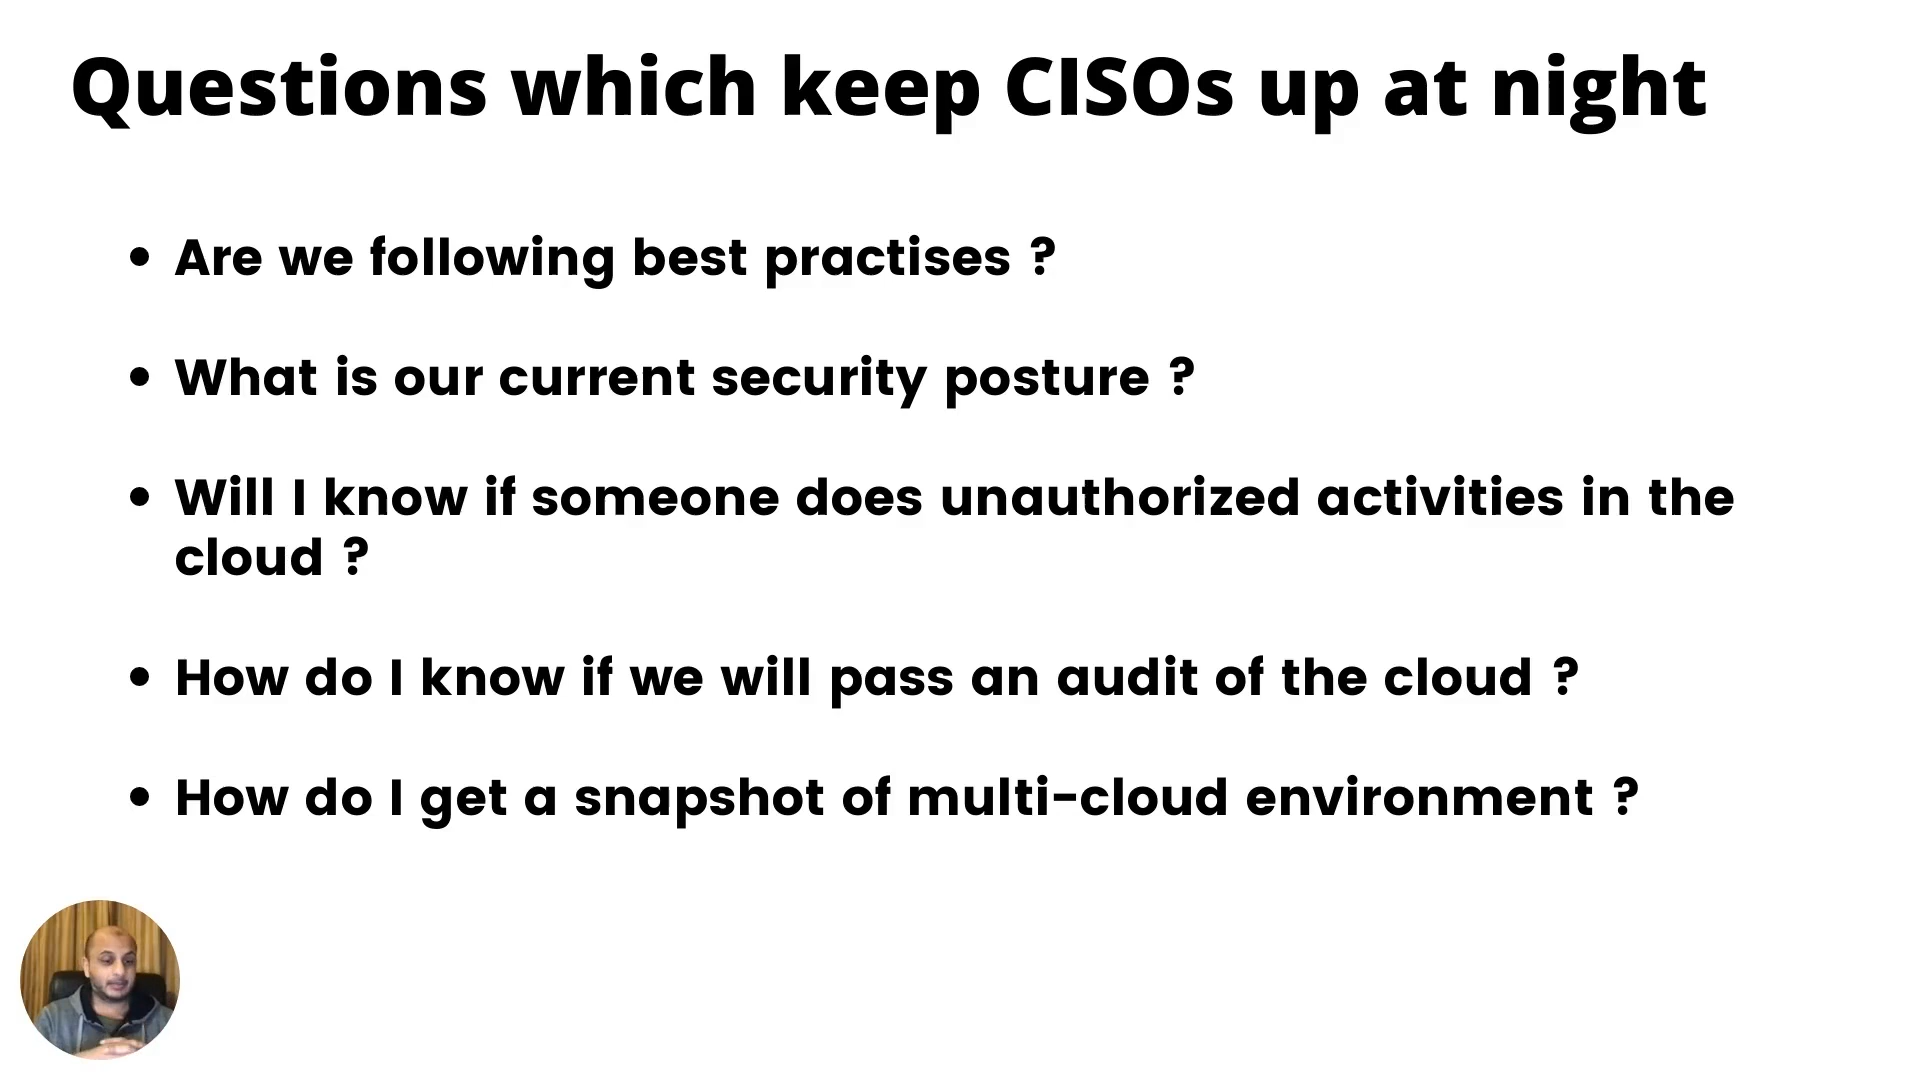 Questions which keep CISOs up at night
• Are we following best practises ?
• What is our current security posture ?
• Will I know if someone does unauthorized activities in the
cloud ?
• How do I know if we will pass an audit of the cloud ?
• How do I get a snapshot of multi-cloud environment ?